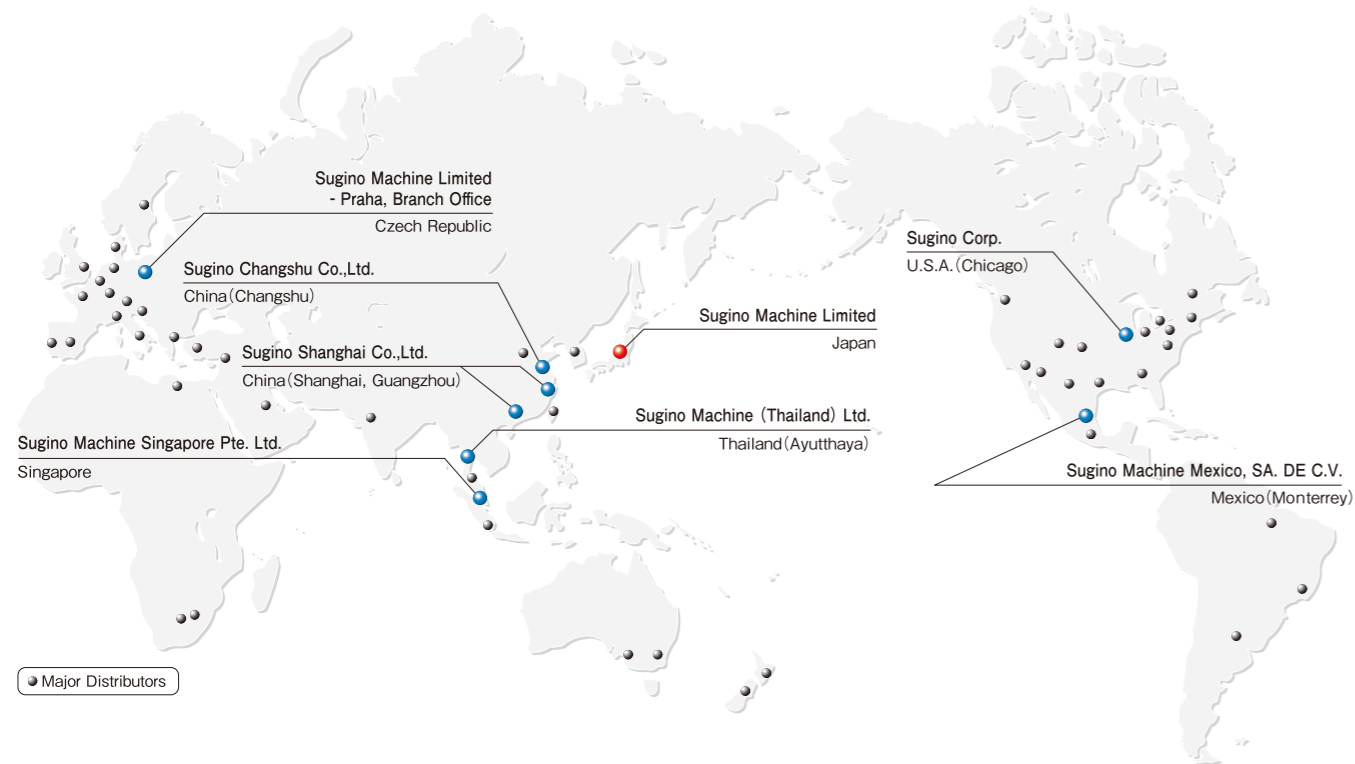 Sugino Machine Limited
- Praha, Branch Office
Czech Republic
Sugino Changshu Co.,Ltd.
China(Changshu)
Sugino Shanghai Co.,Ltd.
China(Shanghai, Guangzhou)
Sugino Machine Singapore Pte. Ltd.
Singapore
Sugino Machine Limited
Japan
Sugino Machine (Thailand) Ltd.
Thailand(Ayutthaya)
Sugino Corp.
U.S.A.(Chicago)
Sugino Machine Mexico, SA. DE C.V.
Mexico(Monterrey)
Major Distributors